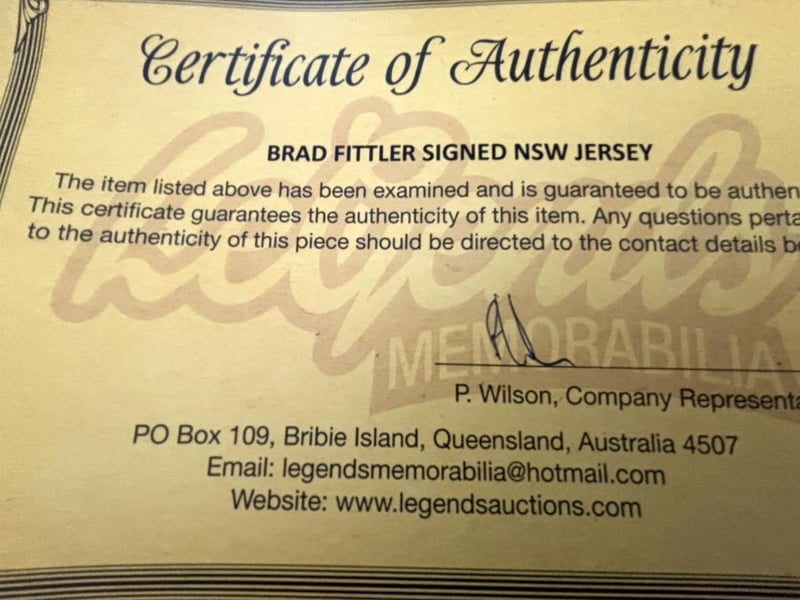 Certificate of Authenticity
BRAD FITTLER SIGNED NSW JERSEY
The item listed above has been examined and is guaranteed to be authen
This certificate guarantees the authenticity of this item. Any questions perta
to the authenticity of this piece should be directed to the contact details be
Legends
MEMORABILIA
P. Wilson, Company Representa
PO Box 109, Bribie Island, Queensland, Australia 4507
Email: legendsmemorabilia@hotmail.com
Website: www.legendsauctions.com